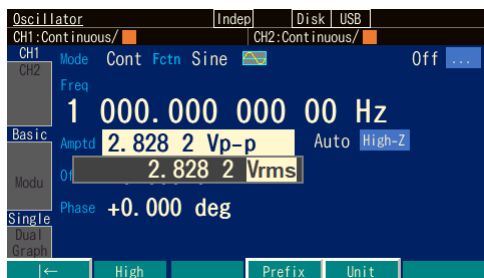 Oscillator Indep Disk USB
CH1:Continuous/ CH2:Continuous/
CH1 Mode Cont Fctn Sine Off ...
CH2
Freq
1 000.000 000 00 Hz
Basic Amptd 2.828 2 Vp-p Auto High-Z
Of 2.828 2 Vrms
Modu
Phase +0.000 deg
Single
Dual
Graph
|← High Prefix Unit